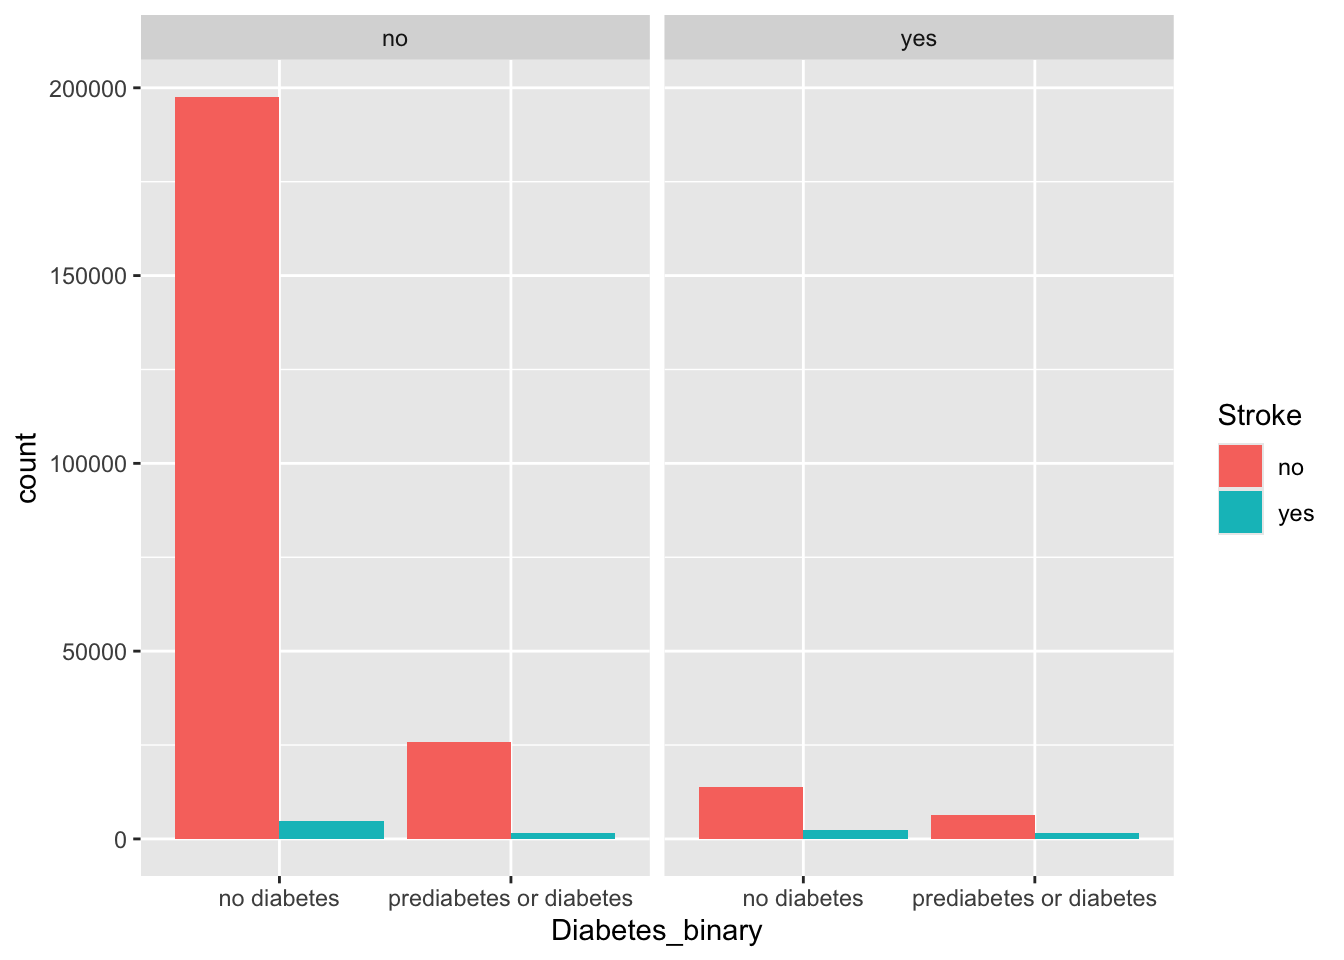 no
yes
200000
150000
100000
50000
0
count
no diabetes
prediabetes or diabetes
no diabetes
prediabetes or diabetes
Diabetes_binary
Stroke
no
yes